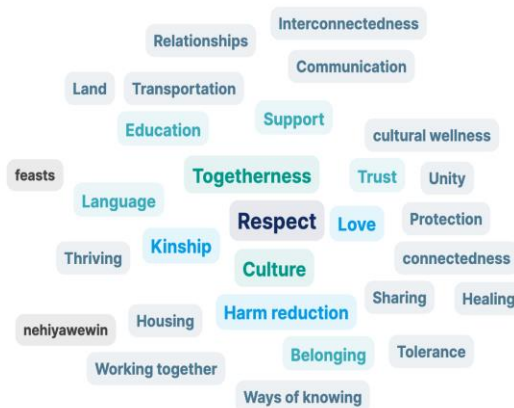 Interconnectedness
Relationships
Communication
Land
Transportation
Support
Education
cultural wellness
feasts
Togetherness
Trust
Unity
Language
Respect
Love
Protection
Kinship
Thriving
connectedness
Culture
Sharing
Healing
Harm reduction
Housing
nehiyawewin
Belonging
Tolerance
Working together
Ways of knowing